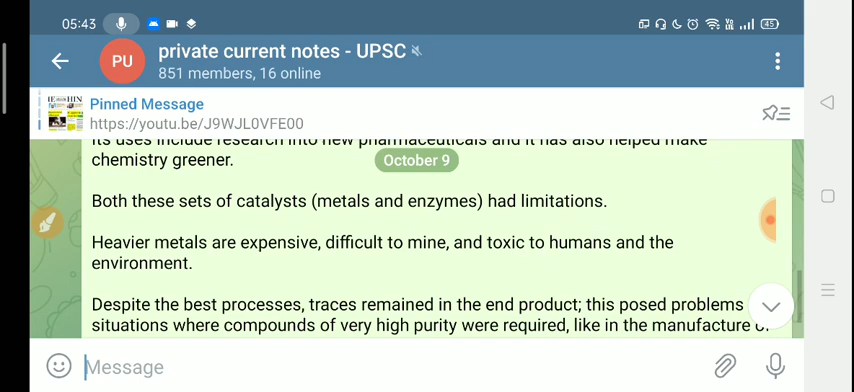 05:43
45
PU
private current notes - UPSC
851 members, 16 online
Pinned Message
https://youtu.be/J9WJL0VFE00
Its uses include research into new pharmaceuticals and it has also helped make
chemistry greener.
October 9
Both these sets of catalysts (metals and enzymes) had limitations.
Heavier metals are expensive, difficult to mine, and toxic to humans and the
environment.
Despite the best processes, traces remained in the end product; this posed problems
situations where compounds of very high purity were required, like in the manufacture
Message